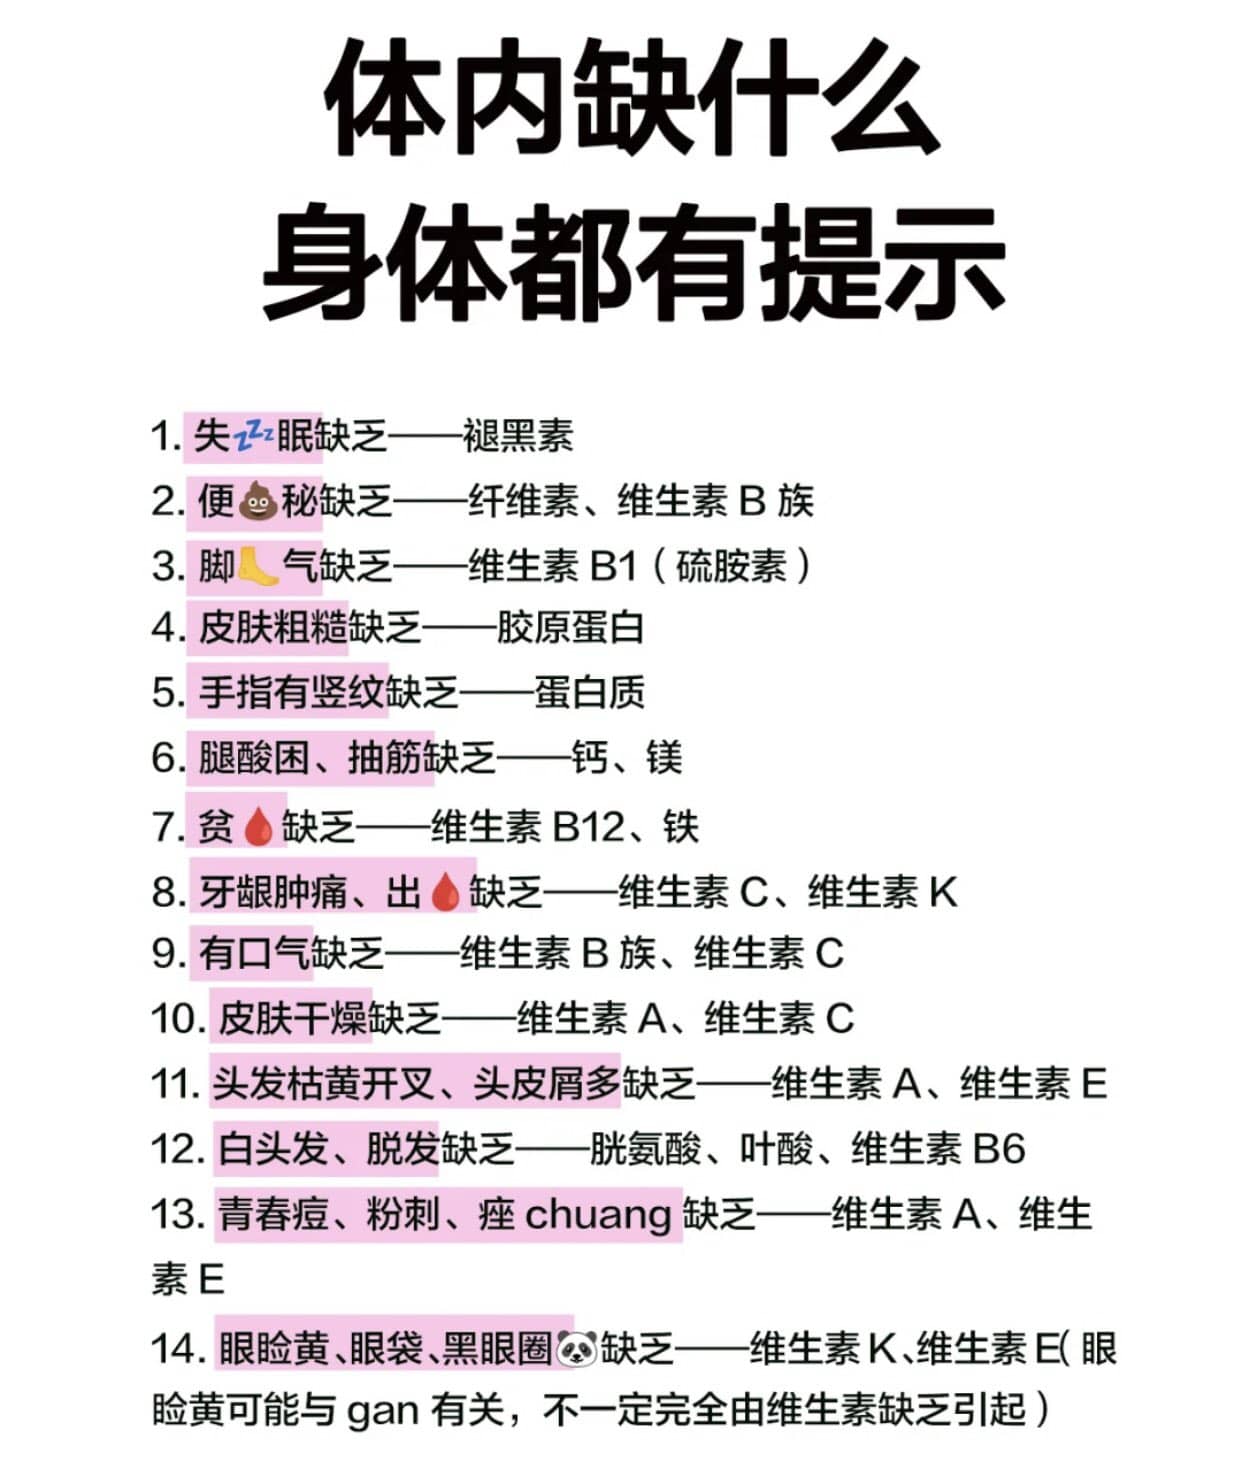 体内缺什么
身体都有提示
1. 失💤眠缺乏——褪黑素
2. 便💩秘缺乏——纤维素、维生素 B 族
3. 脚🦶气缺乏——维生素 B1（硫胺素）
4. 皮肤粗糙缺乏——胶原蛋白
5. 手指有竖纹缺乏——蛋白质
6. 腿酸困、抽筋缺乏——钙、镁
7. 贫🩸缺乏——维生素 B12、铁
8. 牙龈肿痛、出🩸缺乏——维生素 C、维生素 K
9. 有口气缺乏——维生素 B 族、维生素 C
10. 皮肤干燥缺乏——维生素 A、维生素 C
11. 头发枯黄开叉、头皮屑多缺乏——维生素 A、维生素 E
12. 白头发、脱发缺乏——胱氨酸、叶酸、维生素 B6
13. 青春痘、粉刺、痤 chuang 缺乏——维生素 A、维生
素 E
14. 眼睑黄、眼袋、黑眼圈🐼缺乏——维生素 K、维生素 E（眼
睑黄可能与 gan 有关，不一定完全由维生素缺乏引起）